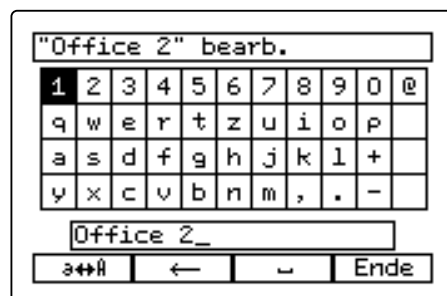 "Office 2" bearb.
1 2 3 4 5 6 7 8 9 0 @
q w e r t z u i o p
a s d f g h j k l +
y x c v b n m , . -
Office 2_
a↔A ← ⎵ Ende